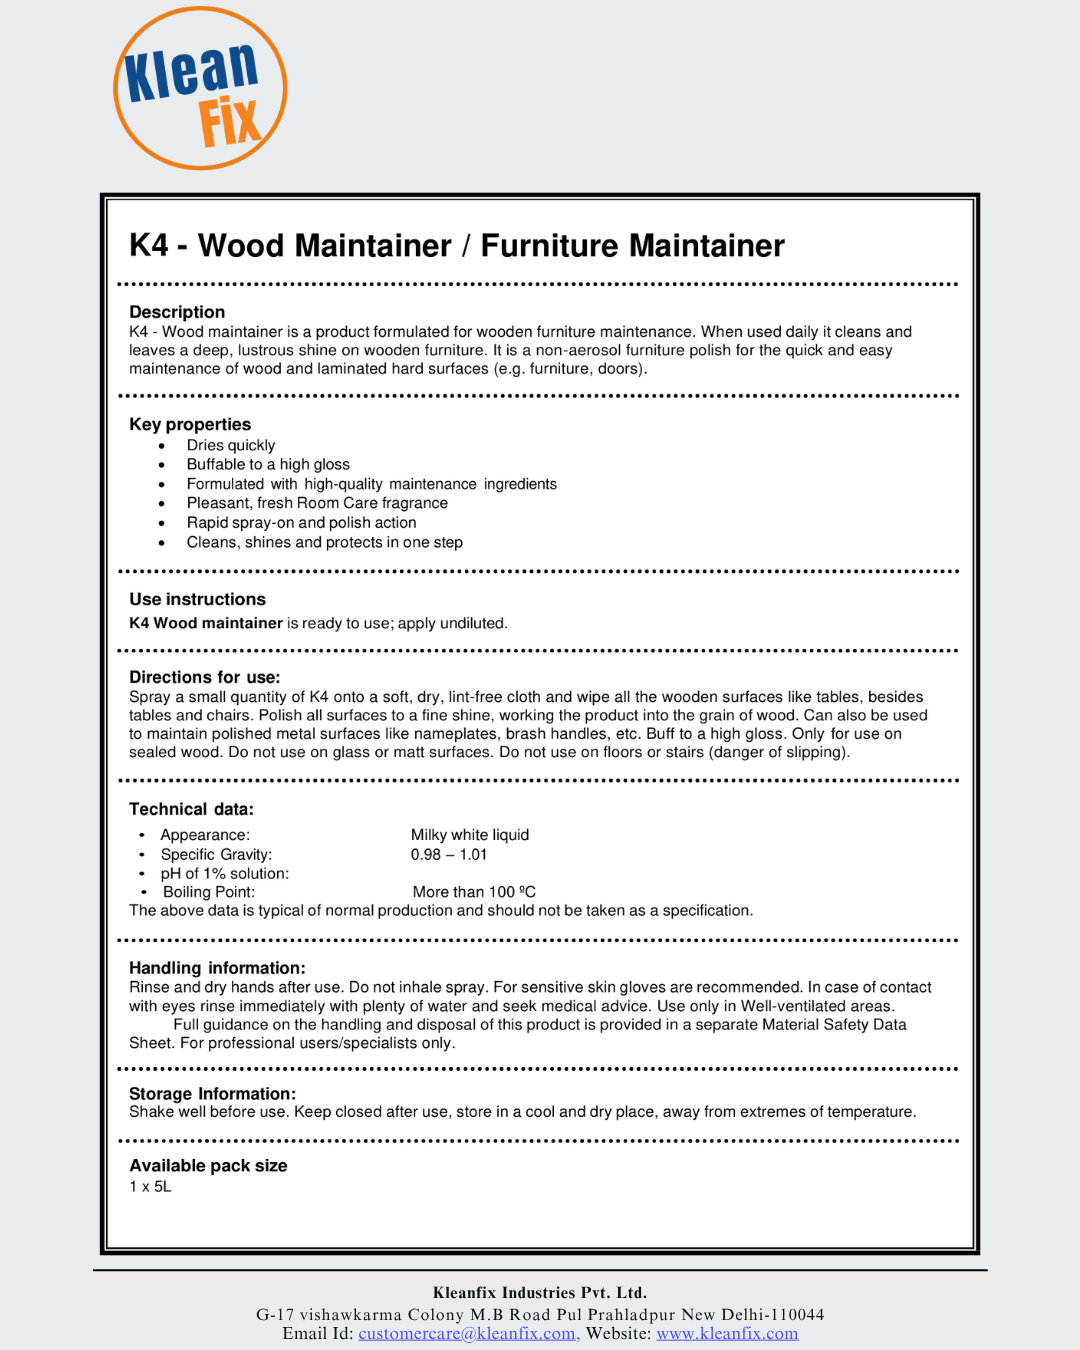 Klean
Fix
K4 - Wood Maintainer / Furniture Maintainer
Description
K4 - Wood maintainer is a product formulated for wooden furniture maintenance. When used daily it cleans and
leaves a deep, lustrous shine on wooden furniture. It is a non-aerosol furniture polish for the quick and easy
maintenance of wood and laminated hard surfaces (e.g. furniture, doors).
Key properties
• Dries quickly
• Buffable to a high gloss
• Formulated with high-quality maintenance ingredients
• Pleasant, fresh Room Care fragrance
• Rapid spray-on and polish action
• Cleans, shines and protects in one step
Use instructions
K4 Wood maintainer is ready to use; apply undiluted.
Directions for use:
Spray a small quantity of K4 onto a soft, dry, lint-free cloth and wipe all the wooden surfaces like tables, besides
tables and chairs. Polish all surfaces to a fine shine, working the product into the grain of wood. Can also be used
to maintain polished metal surfaces like nameplates, brash handles, etc. Buff to a high gloss. Only for use on
sealed wood. Do not use on glass or matt surfaces. Do not use on floors or stairs (danger of slipping).
Technical data:
• Appearance: Milky white liquid
• Specific Gravity: 0.98 – 1.01
• pH of 1% solution:
• Boiling Point: More than 100 ºC
The above data is typical of normal production and should not be taken as a specification.
Handling information:
Rinse and dry hands after use. Do not inhale spray. For sensitive skin gloves are recommended. In case of contact
with eyes rinse immediately with plenty of water and seek medical advice. Use only in Well-ventilated areas.
Full guidance on the handling and disposal of this product is provided in a separate Material Safety Data
Sheet. For professional users/specialists only.
Storage Information:
Shake well before use. Keep closed after use, store in a cool and dry place, away from extremes of temperature.
Available pack size
1 x 5L
Kleanfix Industries Pvt. Ltd.
G-17 vishawkarma Colony M.B Road Pul Prahladpur New Delhi-110044
Email Id: customercare@kleanfix.com, Website: www.kleanfix.com